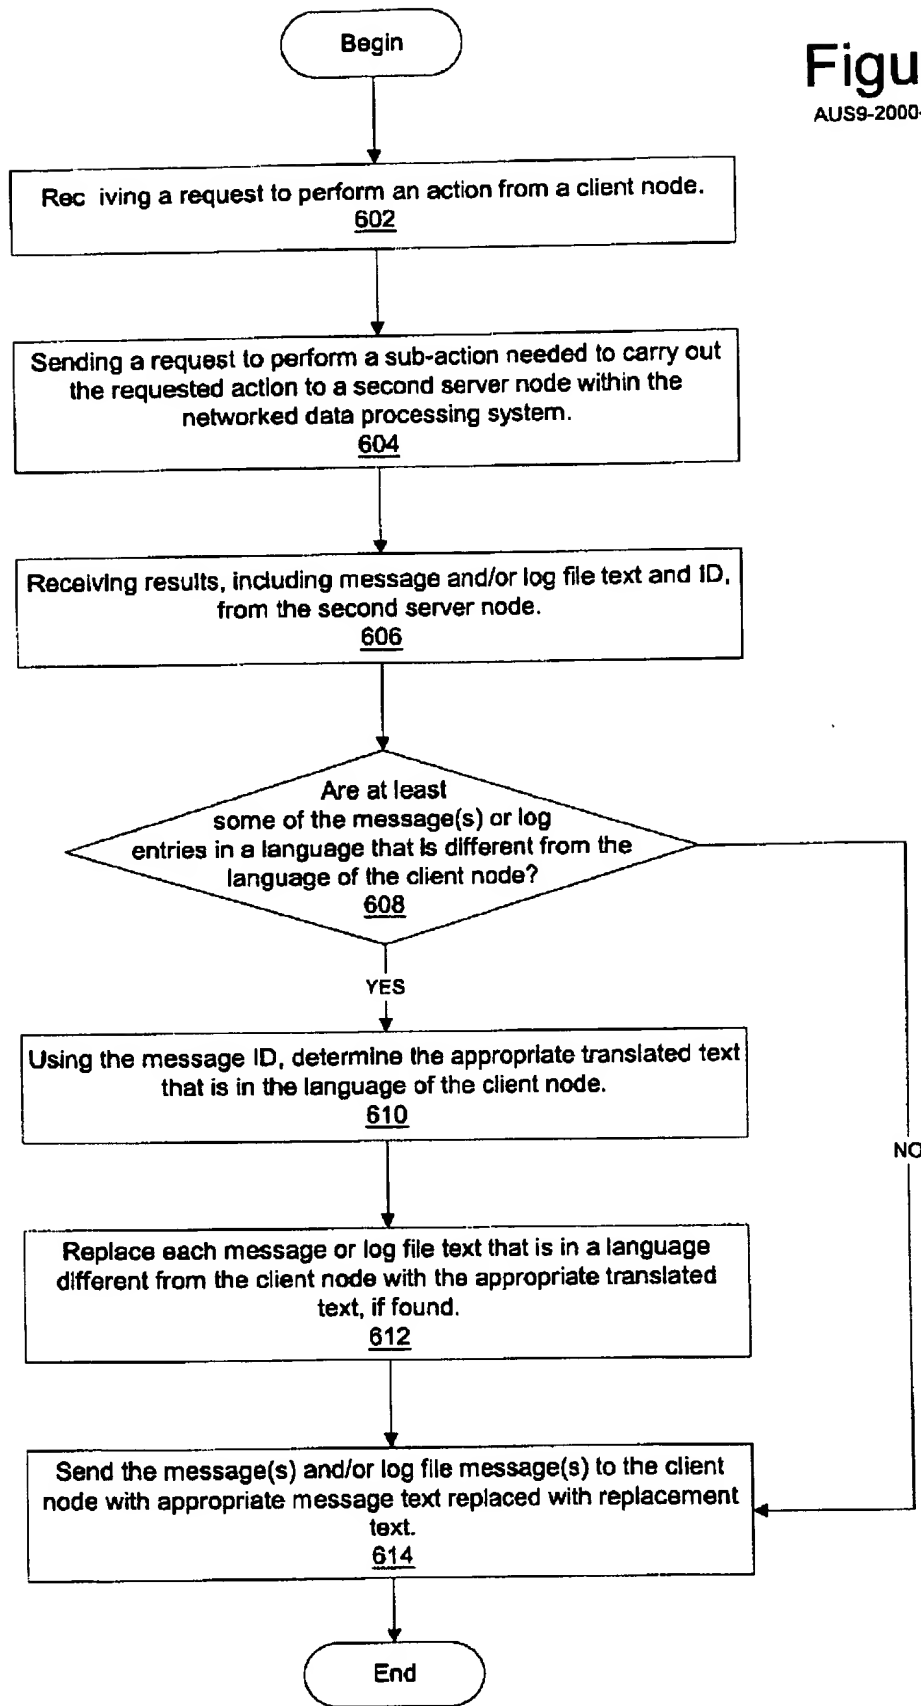 Begin
Figu
AUS9-2000-
Rec iving a request to perform an action from a client node.
602
Sending a request to perform a sub-action needed to carry out
the requested action to a second server node within the
networked data processing system.
604
Receiving results, including message and/or log file text and ID,
from the second server node.
606
Are at least
some of the message(s) or log
entries in a language that is different from the
language of the client node?
608
YES
Using the message ID, determine the appropriate translated text
that is in the language of the client node.
610
NO
Replace each message or log file text that is in a language
different from the client node with the appropriate translated
text, if found.
612
Send the message(s) and/or log file message(s) to the client
node with appropriate message text replaced with replacement
text.
614
End